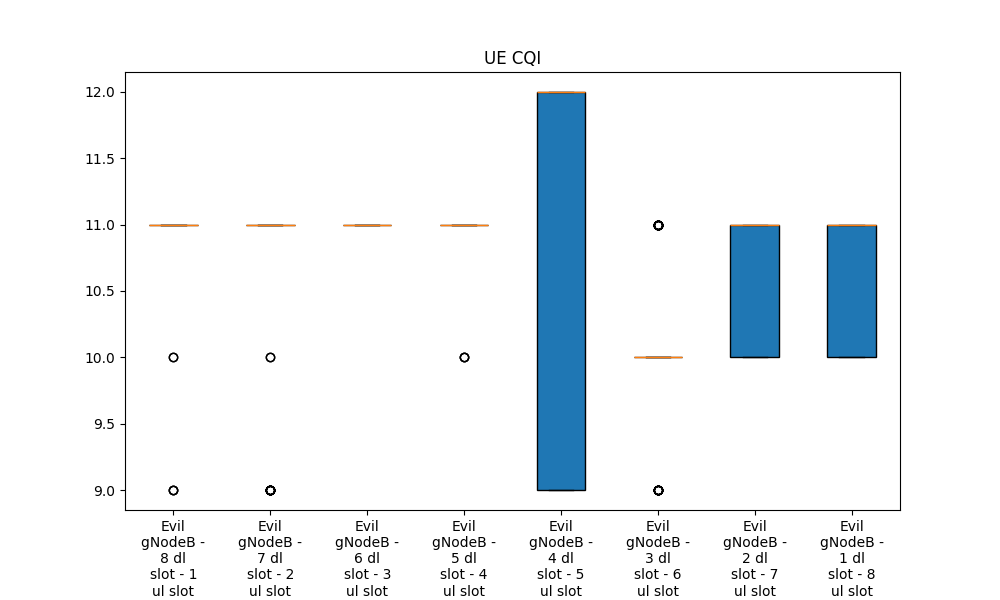 UE CQI
12.0
11.5
11.0
10.5
10.0
9.5
9.0
Evil
gNodeB -
8 dl
slot - 1
ul slot
Evil
gNodeB -
7 dl
slot - 2
ul slot
Evil
gNodeB -
6 dl
slot - 3
ul slot
Evil
gNodeB -
5 dl
slot - 4
ul slot
Evil
gNodeB -
4 dl
slot - 5
ul slot
Evil
gNodeB -
3 dl
slot - 6
ul slot
Evil
gNodeB -
2 dl
slot - 7
ul slot
Evil
gNodeB -
1 dl
slot - 8
ul slot